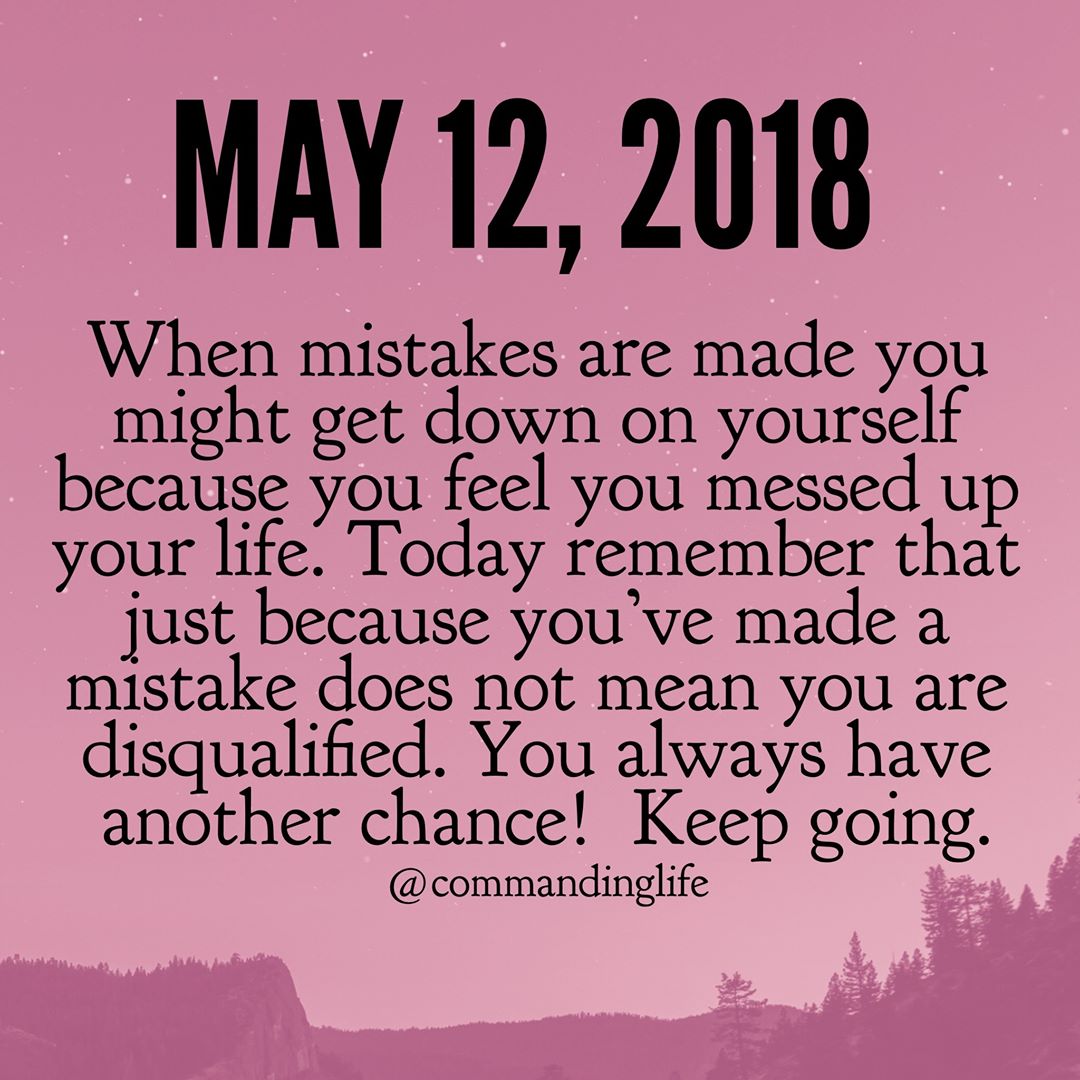 MAY 12, 2018
When mistakes are made you
might get down on yourself
because you feel you messed up
your life. Today remember that
just because you’ve made a
mistake does not mean you are
disqualified. You always have
another chance!  Keep going.
@commandinglife